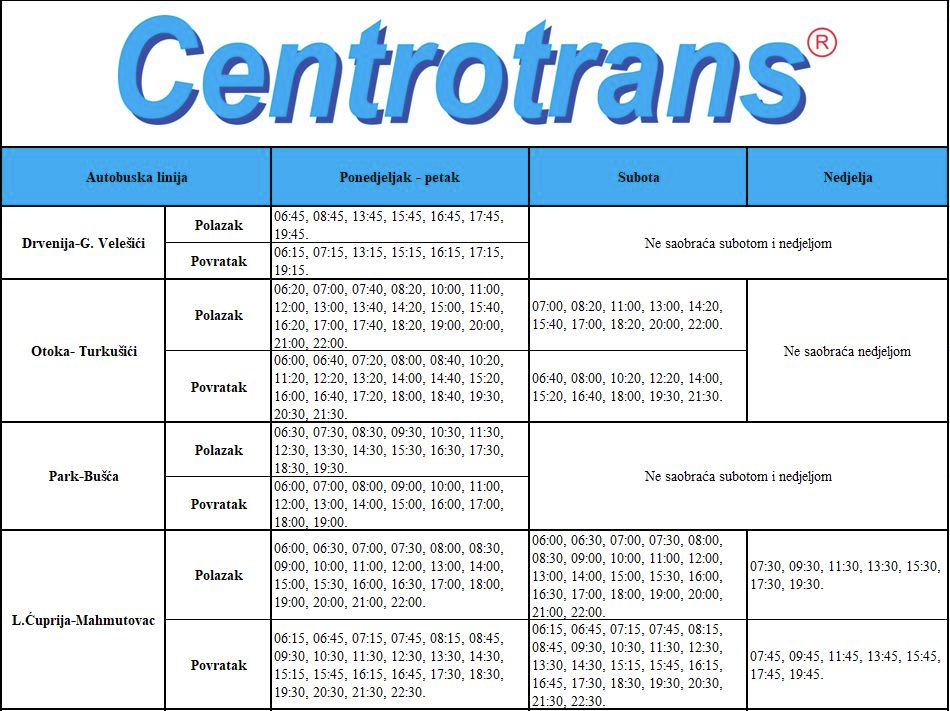 Centrotrans®
Autobuska linija
Ponedjeljak - petak
Subota
Nedjelja
Drvenija-G. Velešići
Polazak
06:45, 08:45, 13:45, 15:45, 16:45, 17:45,
19:45.
Ne saobraća subotom i nedjeljom
Povratak
06:15, 07:15, 13:15, 15:15, 16:15, 17:15,
19:15.
Otoka- Turkušići
Polazak
06:20, 07:00, 07:40, 08:20, 10:00, 11:00,
12:00, 13:00, 13:40, 14:20, 15:00, 15:40,
16:20, 17:00, 17:40, 18:20, 19:00, 20:00,
21:00, 22:00.
07:00, 08:20, 11:00, 13:00, 14:20,
15:40, 17:00, 18:20, 20:00, 22:00.
Ne saobraća nedjeljom
Povratak
06:00, 06:40, 07:20, 08:00, 08:40, 10:20,
11:20, 12:20, 13:20, 14:00, 14:40, 15:20,
16:00, 16:40, 17:20, 18:00, 18:40, 19:30,
20:30, 21:30.
06:40, 08:00, 10:20, 12:20, 14:00,
15:20, 16:40, 18:00, 19:30, 21:30.
Park-Bušća
Polazak
06:30, 07:30, 08:30, 09:30, 10:30, 11:30,
12:30, 13:30, 14:30, 15:30, 16:30, 17:30,
18:30, 19:30.
Ne saobraća subotom i nedjeljom
Povratak
06:00, 07:00, 08:00, 09:00, 10:00, 11:00,
12:00, 13:00, 14:00, 15:00, 16:00, 17:00,
18:00, 19:00.
L.Ćuprija-Mahmutovac
Polazak
06:00, 06:30, 07:00, 07:30, 08:00, 08:30,
09:00, 10:00, 11:00, 12:00, 13:00, 14:00,
15:00, 15:30, 16:00, 16:30, 17:00, 18:00,
19:00, 20:00, 21:00, 22:00.
06:00, 06:30, 07:00, 07:30, 08:00,
08:30, 09:00, 10:00, 11:00, 12:00,
13:00, 14:00, 15:00, 15:30, 16:00,
16:30, 17:00, 18:00, 19:00, 20:00,
21:00, 22:00.
07:30, 09:30, 11:30, 13:30, 15:30,
17:30, 19:30.
Povratak
06:15, 06:45, 07:15, 07:45, 08:15, 08:45,
09:30, 10:30, 11:30, 12:30, 13:30, 14:30,
15:15, 15:45, 16:15, 16:45, 17:30, 18:30,
19:30, 20:30, 21:30, 22:30.
06:15, 06:45, 07:15, 07:45, 08:15,
08:45, 09:30, 10:30, 11:30, 12:30,
13:30, 14:30, 15:15, 15:45, 16:15,
16:45, 17:30, 18:30, 19:30, 20:30,
21:30, 22:30.
07:45, 09:45, 11:45, 13:45, 15:45,
17:45, 19:45.